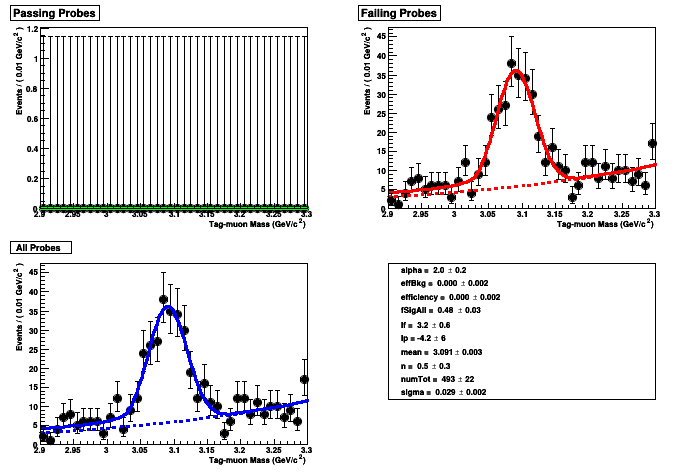 Passing Probes
Events / ( 0.01 GeV/c² )
1.2
1
0.8
0.6
0.4
0.2
0
2.9 2.95 3 3.05 3.1 3.15 3.2 3.25 3.3
Tag-muon Mass (GeV/c²)
Failing Probes
Events / ( 0.01 GeV/c² )
45
40
35
30
25
20
15
10
5
0
2.9 2.95 3 3.05 3.1 3.15 3.2 3.25 3.3
Tag-muon Mass (GeV/c²)
All Probes
Events / ( 0.01 GeV/c² )
45
40
35
30
25
20
15
10
5
0
2.9 2.95 3 3.05 3.1 3.15 3.2 3.25 3.3
Tag-muon Mass (GeV/c²)
alpha = 2.0 ± 0.2
effBkg = 0.000 ± 0.002
efficiency = 0.000 ± 0.002
fSigAll = 0.48 ± 0.03
lf = 3.2 ± 0.6
lp = -4.2 ± 6
mean = 3.091 ± 0.003
n = 0.5 ± 0.3
numTot = 493 ± 22
sigma = 0.029 ± 0.002